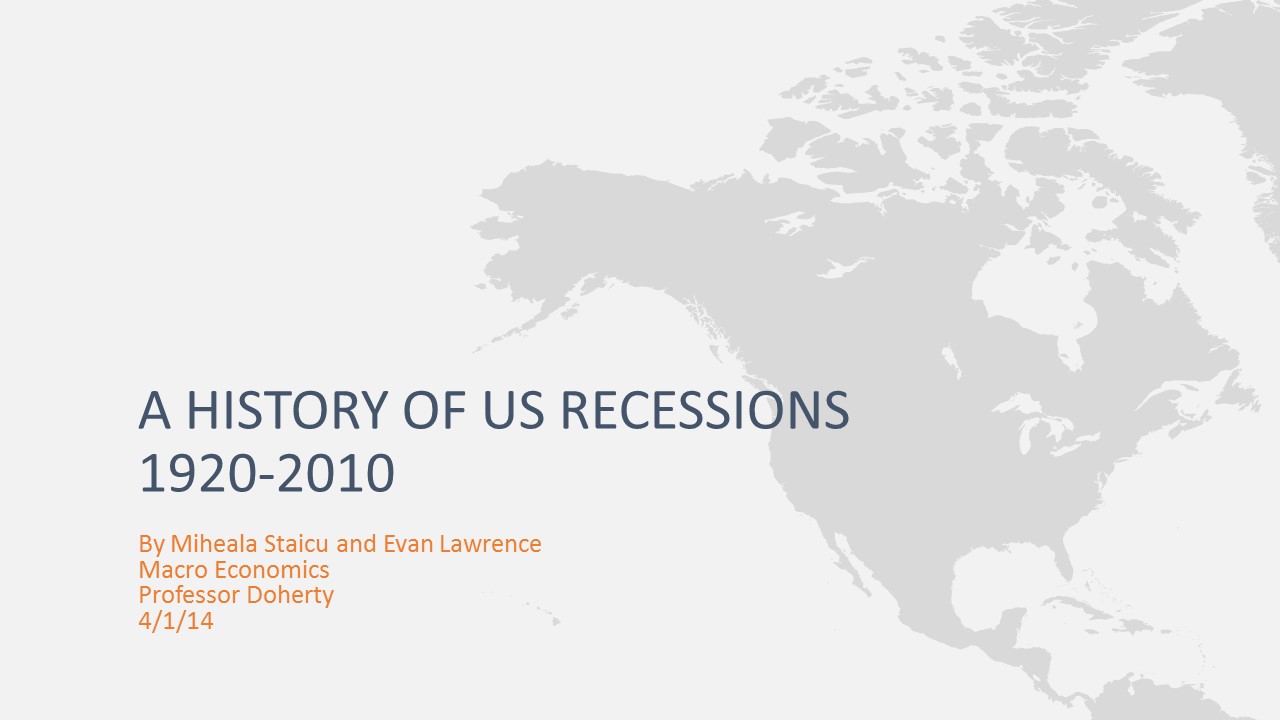 A HISTORY OF US RECESSIONS
1920-2010
By Miheala Staicu and Evan Lawrence
Macro Economics
Professor Doherty
4/1/14